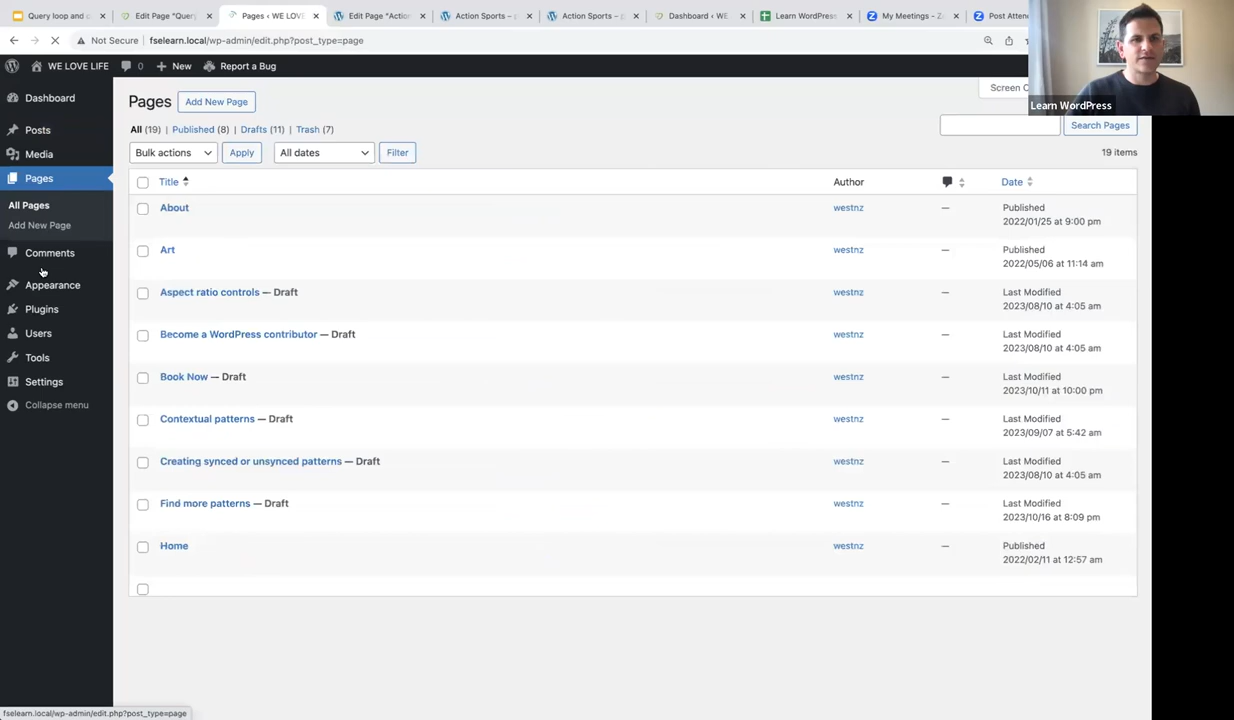 Query loop and c
Edit Page "Query
Pages ‹ WE LOV
Edit Page "Action
Action Sports –
Action Sports –
Dashboard ‹ WE
Learn WordPress
My Meetings - Z
Post Atten
Not Secure
fselearn.local/wp-admin/edit.php?post_type=page
WE LOVE LIFE
0
New
Report a Bug
Learn WordPress
Dashboard
Posts
Media
Pages
All Pages
Add New Page
Comments
Appearance
Plugins
Users
Tools
Settings
Collapse menu
Pages
Add New Page
Screen O
All (19) | Published (8) | Drafts (11) | Trash (7)
Search Pages
Bulk actions
Apply
All dates
Filter
19 items
Title
Author
Date
About
westnz
—
Published
2022/01/25 at 9:00 pm
Art
westnz
—
Published
2022/05/06 at 11:14 am
Aspect ratio controls — Draft
westnz
—
Last Modified
2023/08/10 at 4:05 am
Become a WordPress contributor — Draft
westnz
—
Last Modified
2023/08/10 at 4:05 am
Book Now — Draft
westnz
—
Last Modified
2023/10/11 at 10:00 pm
Contextual patterns — Draft
westnz
—
Last Modified
2023/09/07 at 5:42 am
Creating synced or unsynced patterns — Draft
westnz
—
Last Modified
2023/08/10 at 4:05 am
Find more patterns — Draft
westnz
—
Last Modified
2023/10/16 at 8:09 pm
Home
westnz
—
Published
2022/02/11 at 12:57 am
fselearn.local/wp-admin/edit.php?post_type=page